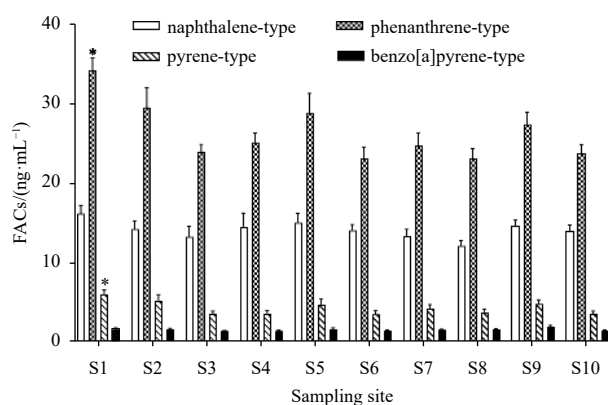 40
naphthalene-type
phenanthrene-type
pyrene-type
benzo[a]pyrene-type
*
30
FACs/(ng·mL⁻¹)
20
10
*
0
S1 S2 S3 S4 S5 S6 S7 S8 S9 S10
Sampling site